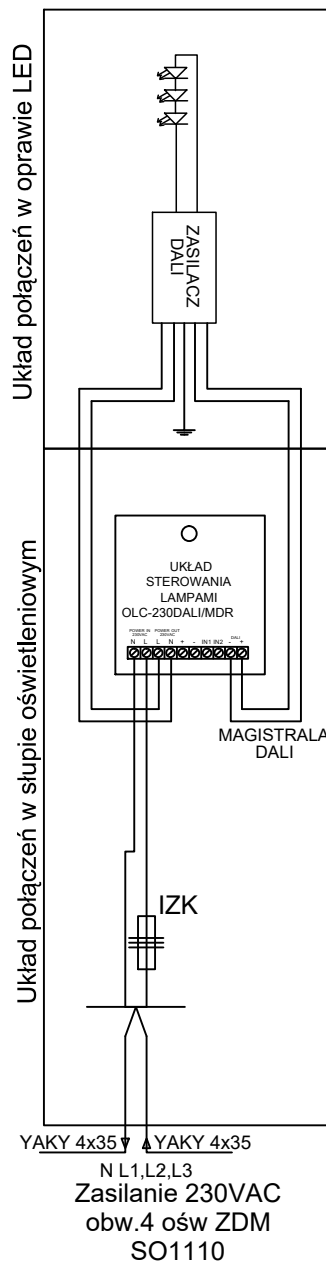 Układ połączeń w oprawie LED
ZASILACZ
DALI
Układ połączeń w słupie oświetleniowym
UKŁAD
STEROWANIA
LAMPAMI
OLC-230DALI/MDR
POWER IN
230VAC
POWER OUT
230VAC
DALI
N L L N + - IN1 IN2 - +
MAGISTRALA
DALI
IZK
YAKY 4x35
YAKY 4x35
N L1,L2,L3
Zasilanie 230VAC
obw.4 ośw ZDM
SO1110